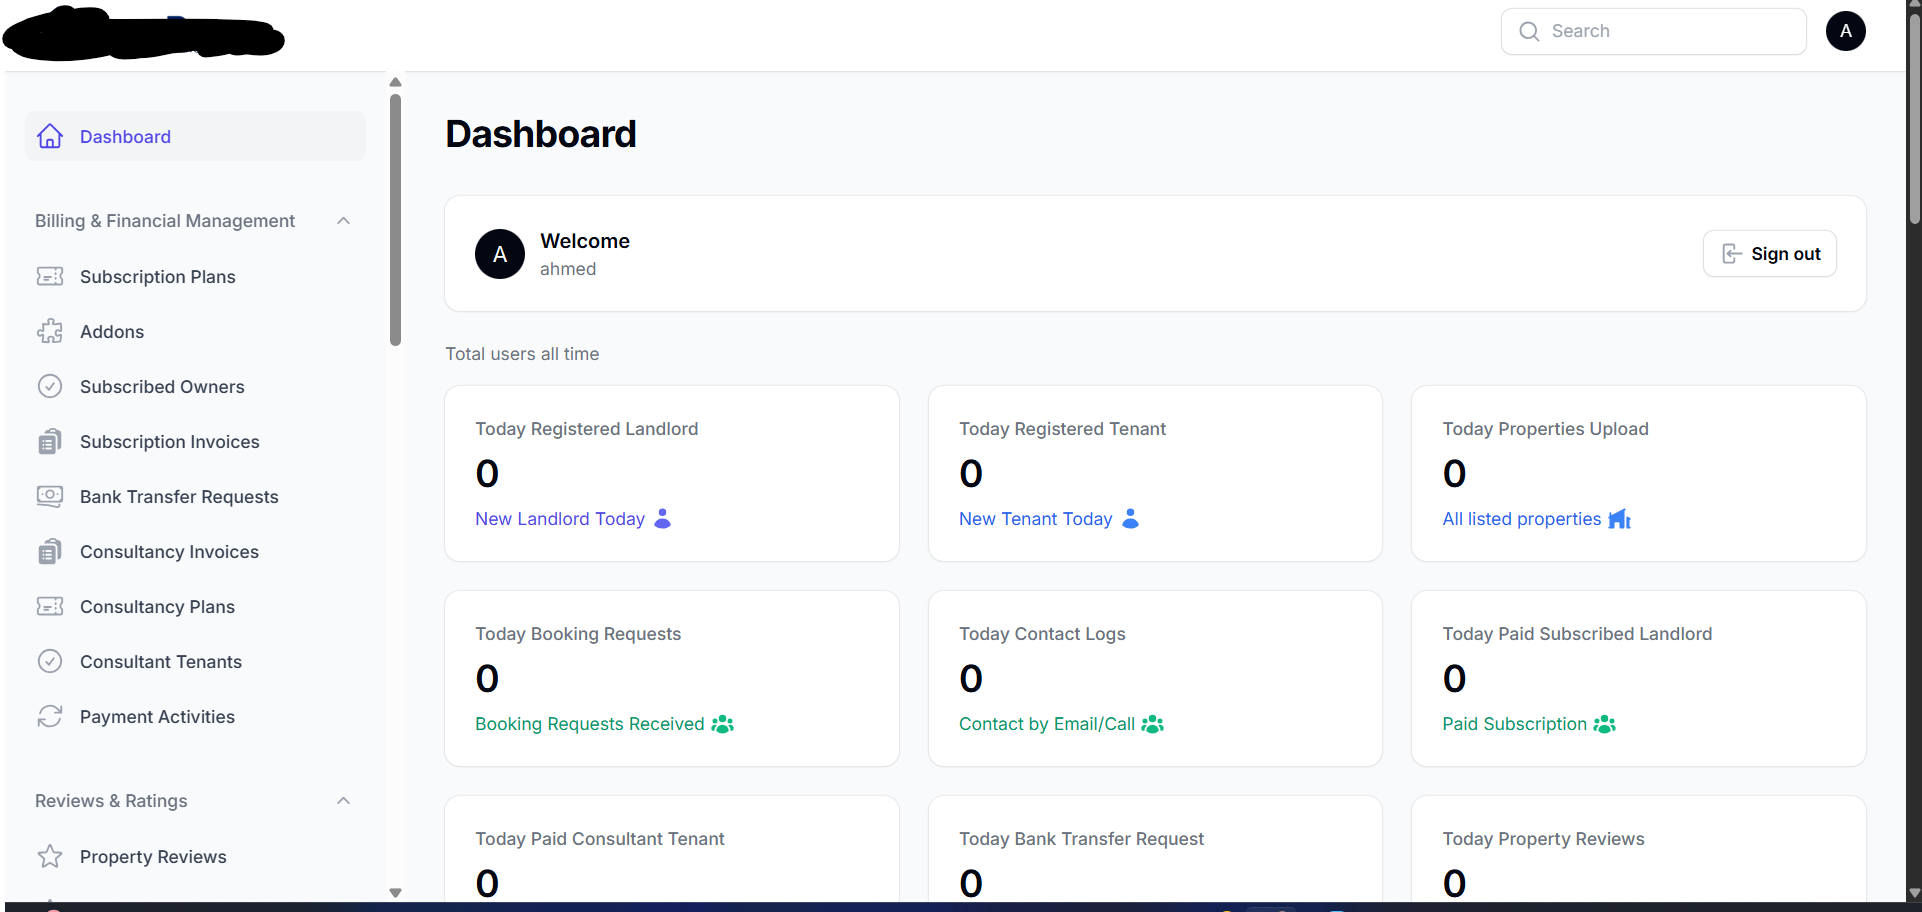 Search
A
Dashboard
Billing & Financial Management
Subscription Plans
Addons
Subscribed Owners
Subscription Invoices
Bank Transfer Requests
Consultancy Invoices
Consultancy Plans
Consultant Tenants
Payment Activities
Reviews & Ratings
Property Reviews
Dashboard
A
Welcome
ahmed
Sign out
Total users all time
Today Registered Landlord
0
New Landlord Today
Today Registered Tenant
0
New Tenant Today
Today Properties Upload
0
All listed properties
Today Booking Requests
0
Booking Requests Received
Today Contact Logs
0
Contact by Email/Call
Today Paid Subscribed Landlord
0
Paid Subscription
Today Paid Consultant Tenant
0
Today Bank Transfer Request
0
Today Property Reviews
0